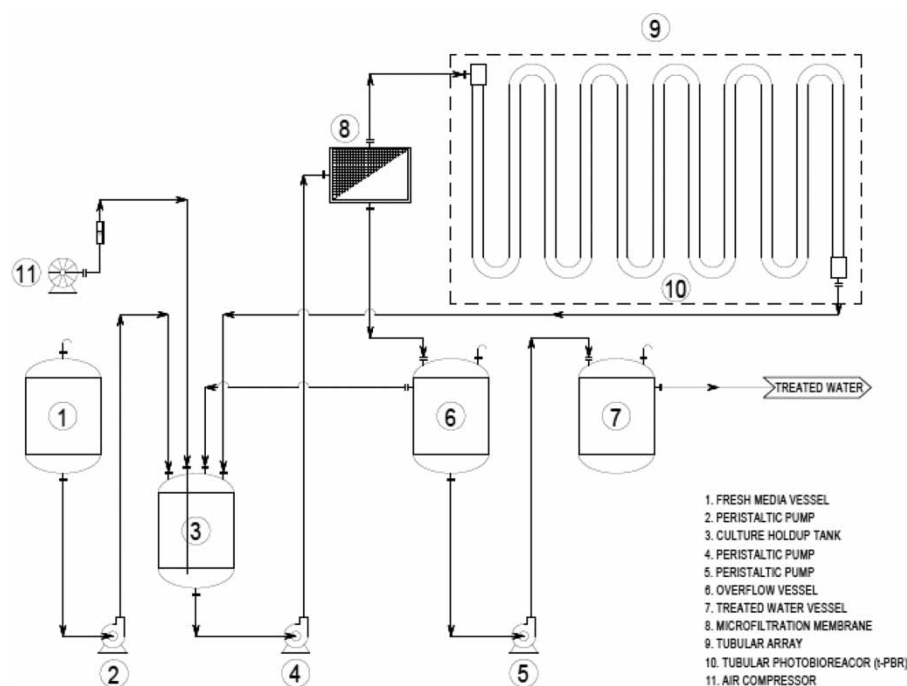 9
8
11
10
1
6
7
TREATED WATER
3
2
4
5
1. FRESH MEDIA VESSEL
2. PERISTALTIC PUMP
3. CULTURE HOLDUP TANK
4. PERISTALTIC PUMP
5. PERISTALTIC PUMP
6. OVERFLOW VESSEL
7. TREATED WATER VESSEL
8. MICROFILTRATION MEMBRANE
9. TUBULAR ARRAY
10. TUBULAR PHOTOBIOREACOR (t-PBR)
11. AIR COMPRESSOR